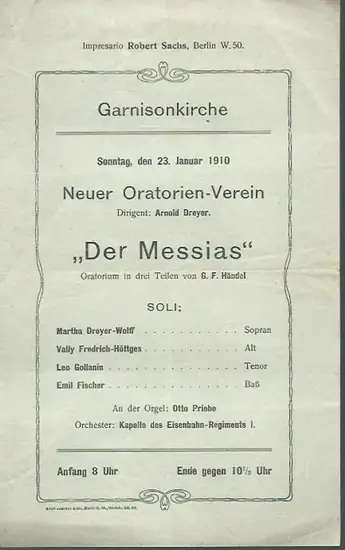 Impresario Robert Sachs, Berlin W. 50.
Garnisonkirche
Sonntag, den 23. Januar 1910
Neuer Oratorien-Verein
Dirigent: Arnold Dreyer.
„Der Messias“
Oratorium in drei Teilen von G. F. Händel
SOLI:
Martha Dreyer-Wolff . . . . . . . . . . . Sopran
Vally Fredrich-Höttges . . . . . . . . . . . Alt
Leo Gollanin . . . . . . . . . . . . . . Tenor
Emil Fischer . . . . . . . . . . . . . . Baß
An der Orgel: Otto Priebe
Orchester: Kapelle des Eisenbahn-Regiments I.
Anfang 8 Uhr Ende gegen 10½ Uhr